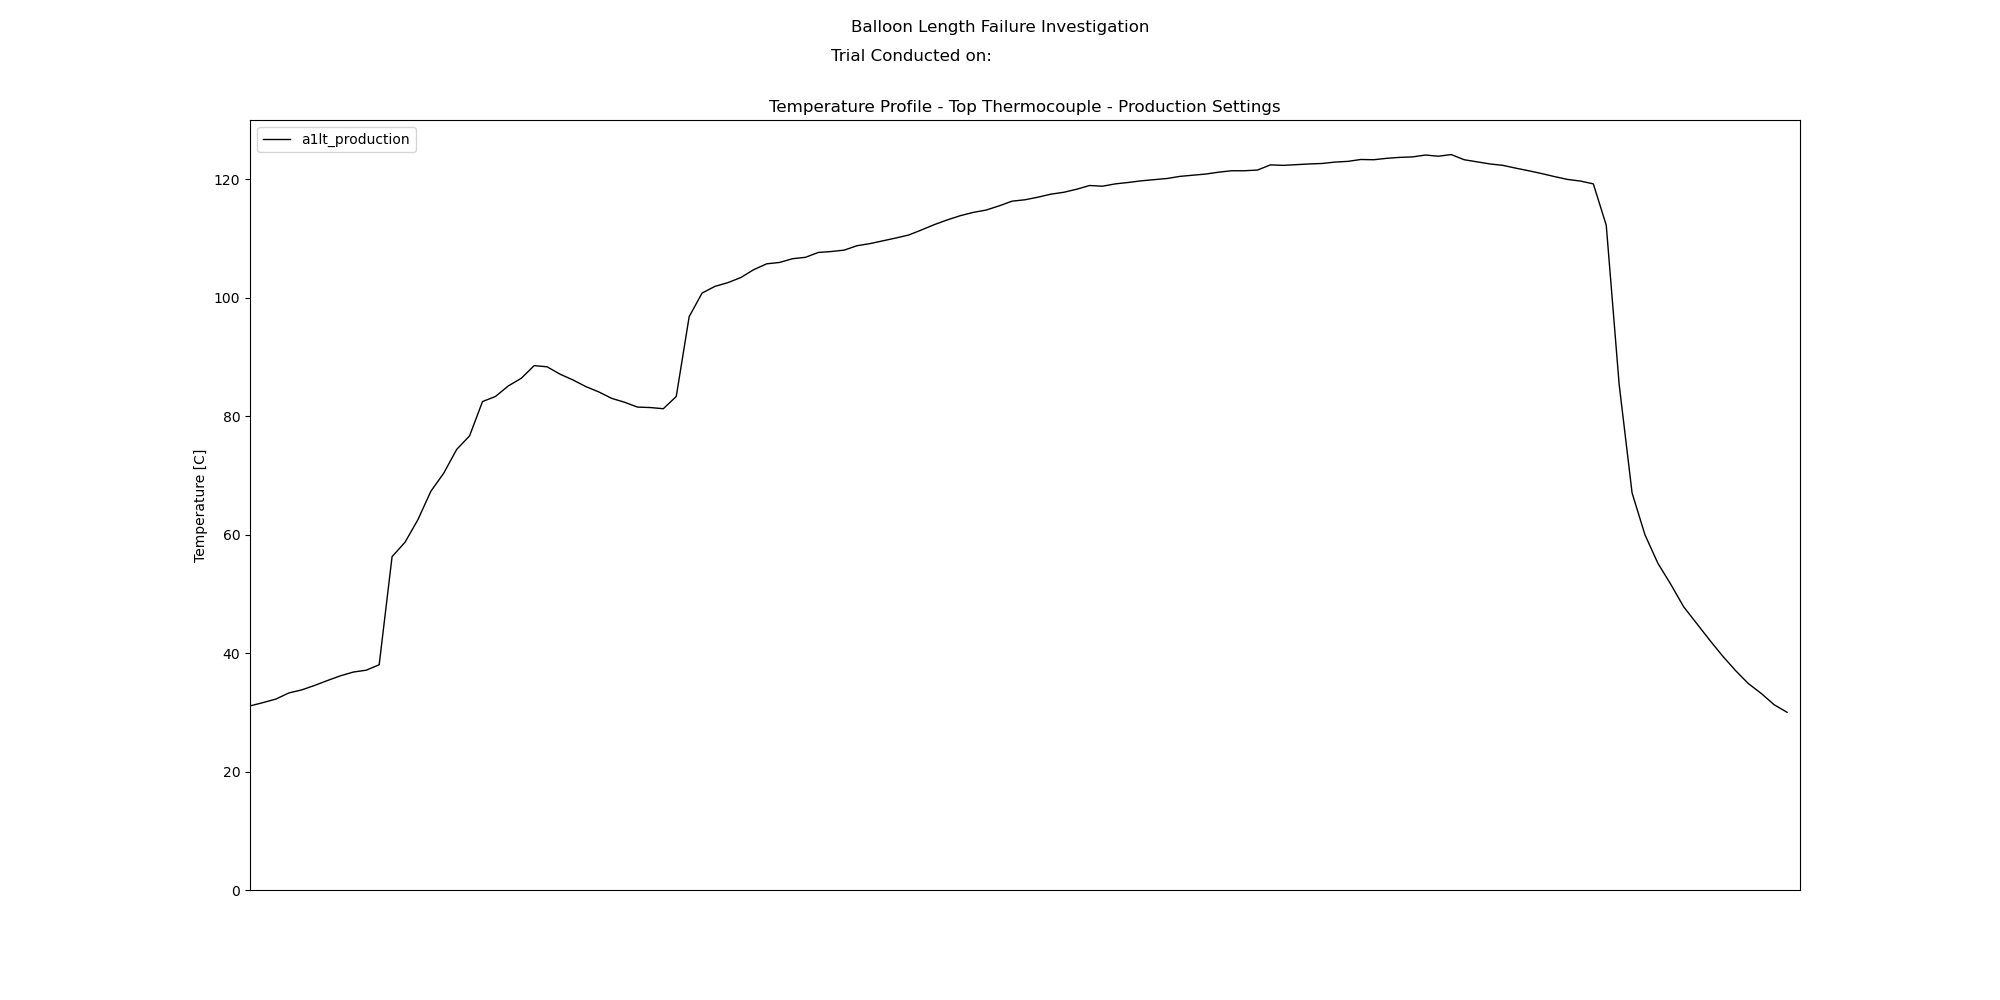 Balloon Length Failure Investigation
Trial Conducted on:
Temperature Profile - Top Thermocouple - Production Settings
a1lt_production
Temperature [C]
120
100
80
60
40
20
0